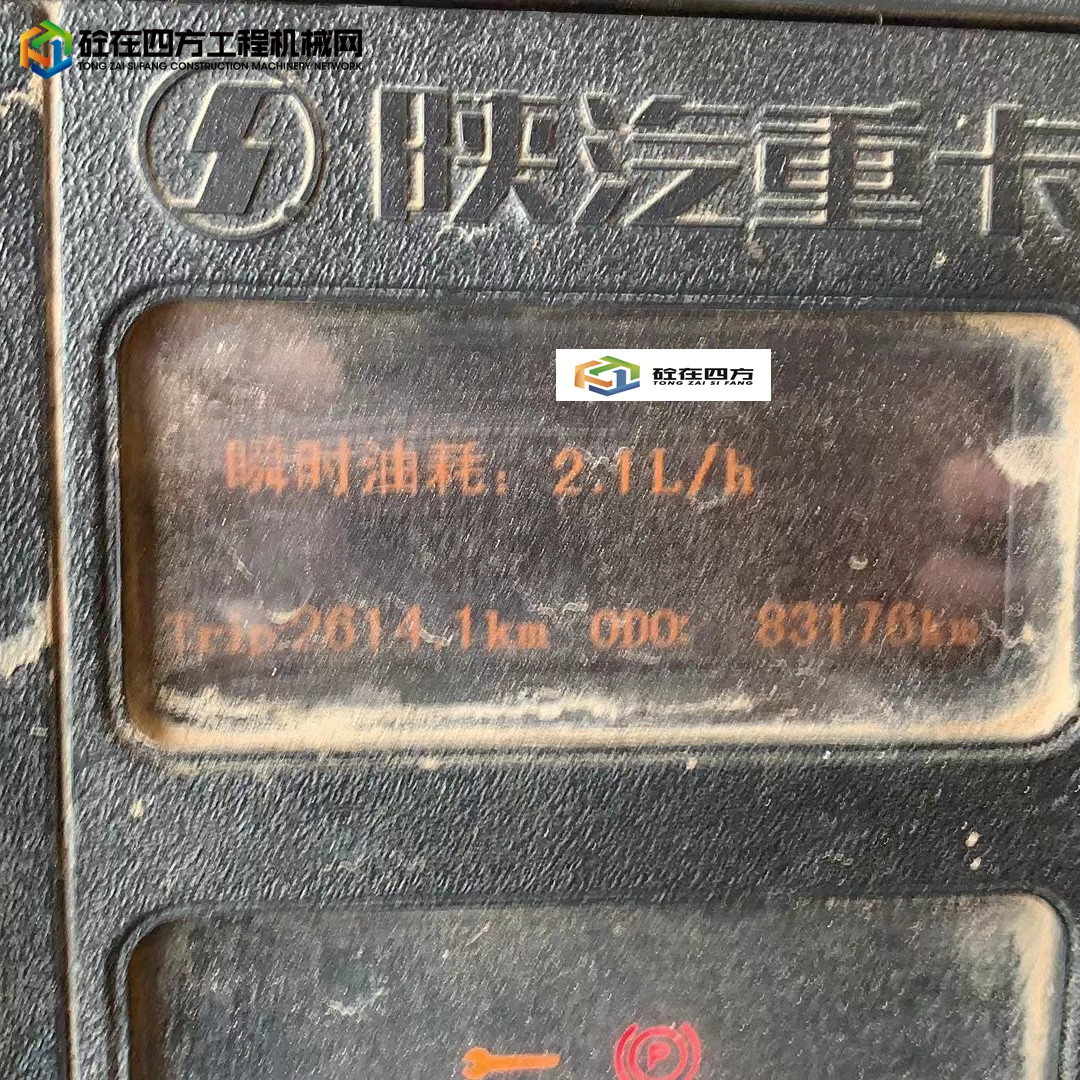 砼在四方工程机械网
TONG ZAI SI FANG CONSTRUCTION MACHINERY NETWORK
陕汽重卡
砼在四方
TONG ZAI SI FANG
瞬时油耗：2.1L/h
Trip:2614.1km ODO: 83176km
P